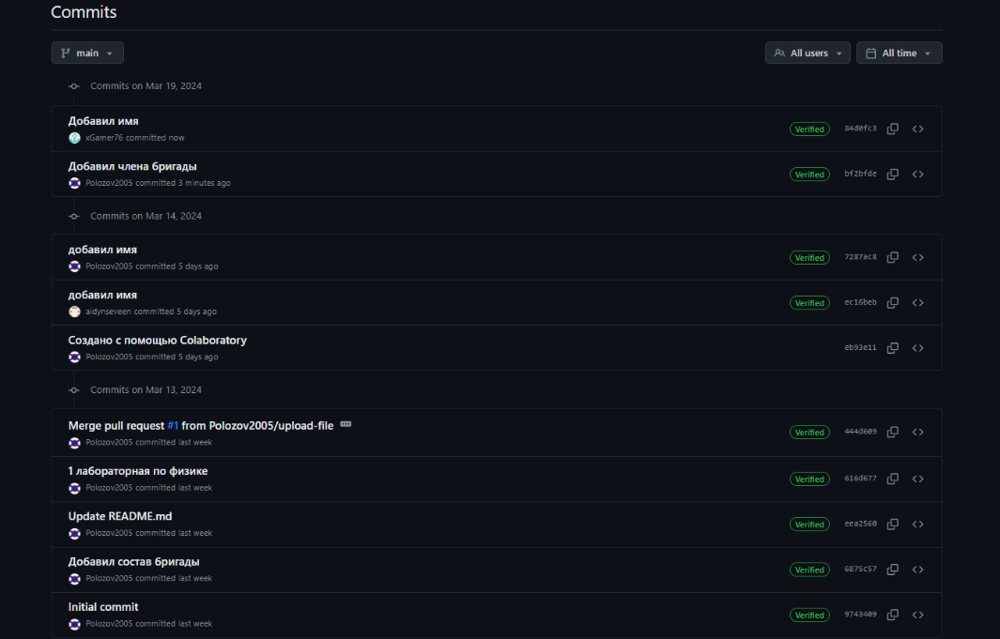 Commits
main
All users
All time
Commits on Mar 19, 2024
Добавил имя
Verified
84d0fc3
xGamer76 committed now
Добавил члена бригады
Verified
bf2bfde
Polozov2005 committed 3 minutes ago
Commits on Mar 14, 2024
добавил имя
Verified
7287ac8
Polozov2005 committed 5 days ago
добавил имя
Verified
ec16beb
aidynseveen committed 5 days ago
Создано с помощью Colaboratory
eb93e11
Polozov2005 committed 5 days ago
Commits on Mar 13, 2024
Merge pull request #1 from Polozov2005/upload-file
Verified
444d609
Polozov2005 committed last week
1 лабораторная по физике
Verified
616d677
Polozov2005 committed last week
Update README.md
Verified
eea2560
Polozov2005 committed last week
Добавил состав бригады
Verified
6875c57
Polozov2005 committed last week
Initial commit
Verified
9743409
Polozov2005 committed last week